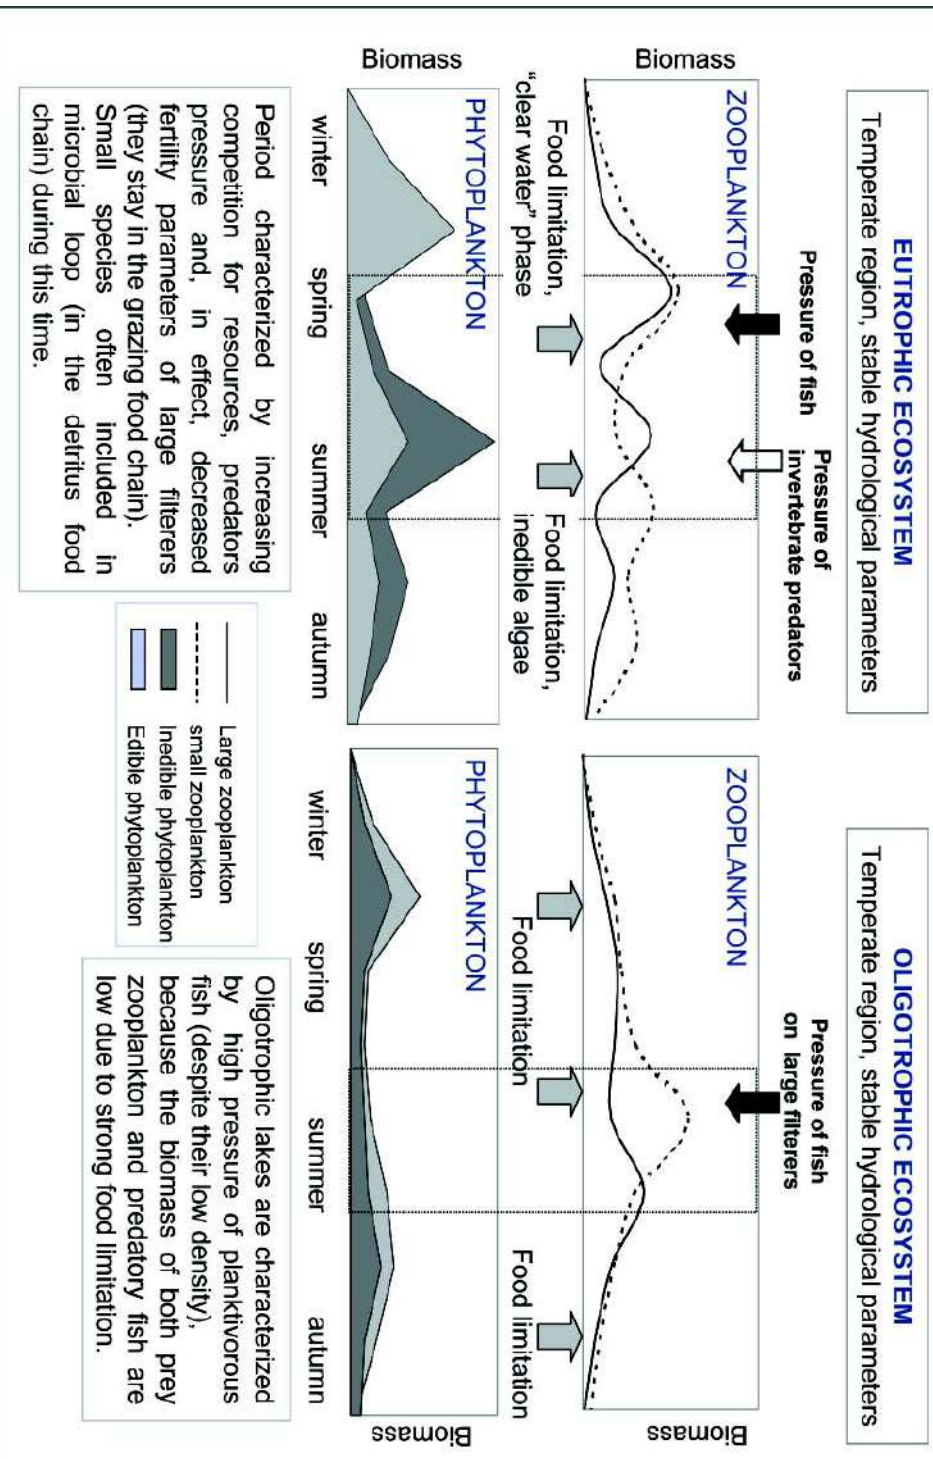 EUTROPHIC ECOSYSTEM
Temperate region, stable hydrological parameters
Pressure of fish
Pressure of
invertebrate predators
ZOOPLANKTON
Biomass
Food limitation,
"clear water" phase
Food limitation,
inedible algae
PHYTOPLANKTON
Biomass
winter
spring
summer
autumn
Period characterized by increasing
competition for resources, predators
pressure and, in effect, decreased
fertility parameters of large filterers
(they stay in the grazing food chain).
Small species often included in
microbial loop (in the detritus food
chain) during this time.
OLIGOTROPHIC ECOSYSTEM
Temperate region, stable hydrological parameters
Pressure of fish
on large filterers
ZOOPLANKTON
Biomass
Food limitation
Food limitation
PHYTOPLANKTON
Biomass
winter
spring
summer
autumn
Large zooplankton
small zooplankton
Inedible phytoplankton
Edible phytoplankton
Oligotrophic lakes are characterized
by high pressure of planktivorous
fish (despite their low density),
because the biomass of both prey
zooplankton and predatory fish are
low due to strong food limitation.